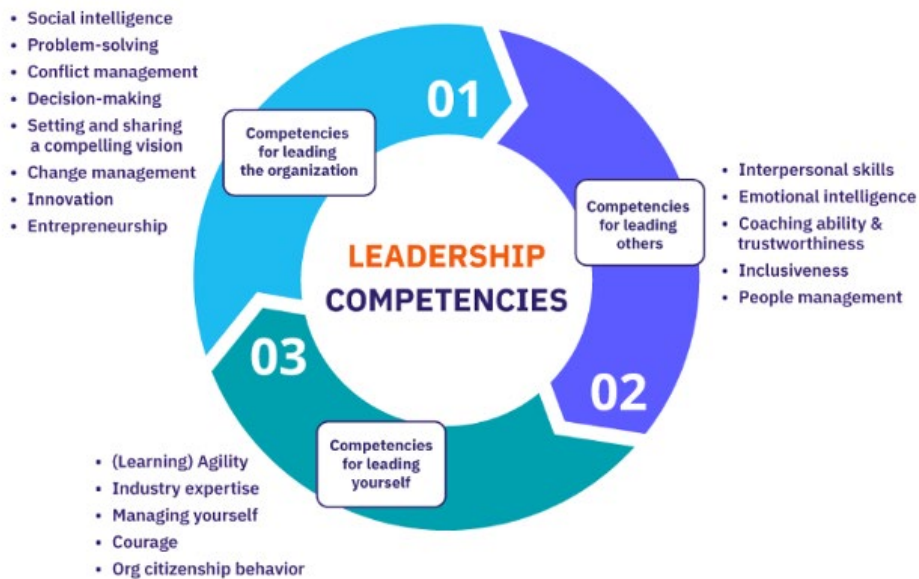 • Social intelligence
• Problem-solving
• Conflict management
• Decision-making
• Setting and sharing
a compelling vision
• Change management
• Innovation
• Entrepreneurship
01
Competencies
for leading
the organization
LEADERSHIP
COMPETENCIES
Competencies
for leading
others
• Interpersonal skills
• Emotional intelligence
• Coaching ability &
trustworthiness
• Inclusiveness
• People management
02
03
Competencies
for leading
yourself
• (Learning) Agility
• Industry expertise
• Managing yourself
• Courage
• Org citizenship behavior